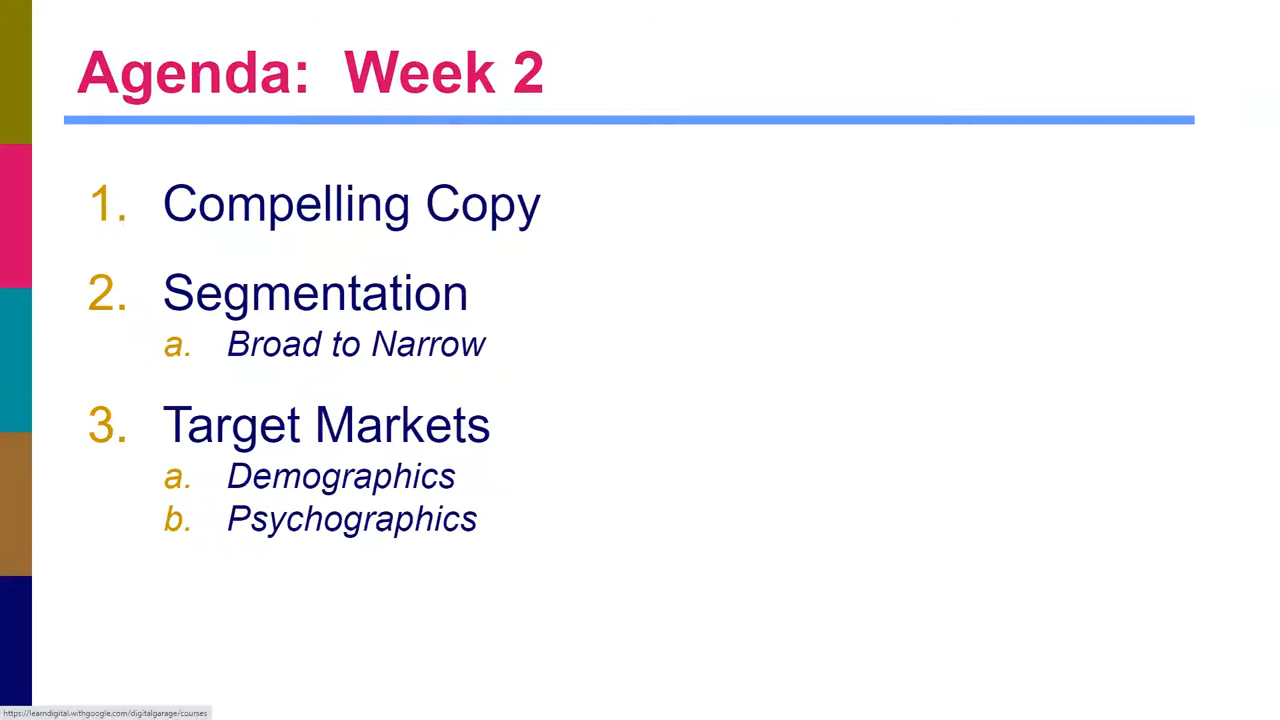 Agenda:  Week 2
1. Compelling Copy
2. Segmentation
a. Broad to Narrow
3. Target Markets
a. Demographics
b. Psychographics
https://learndigital.withgoogle.com/digitalgarage/courses